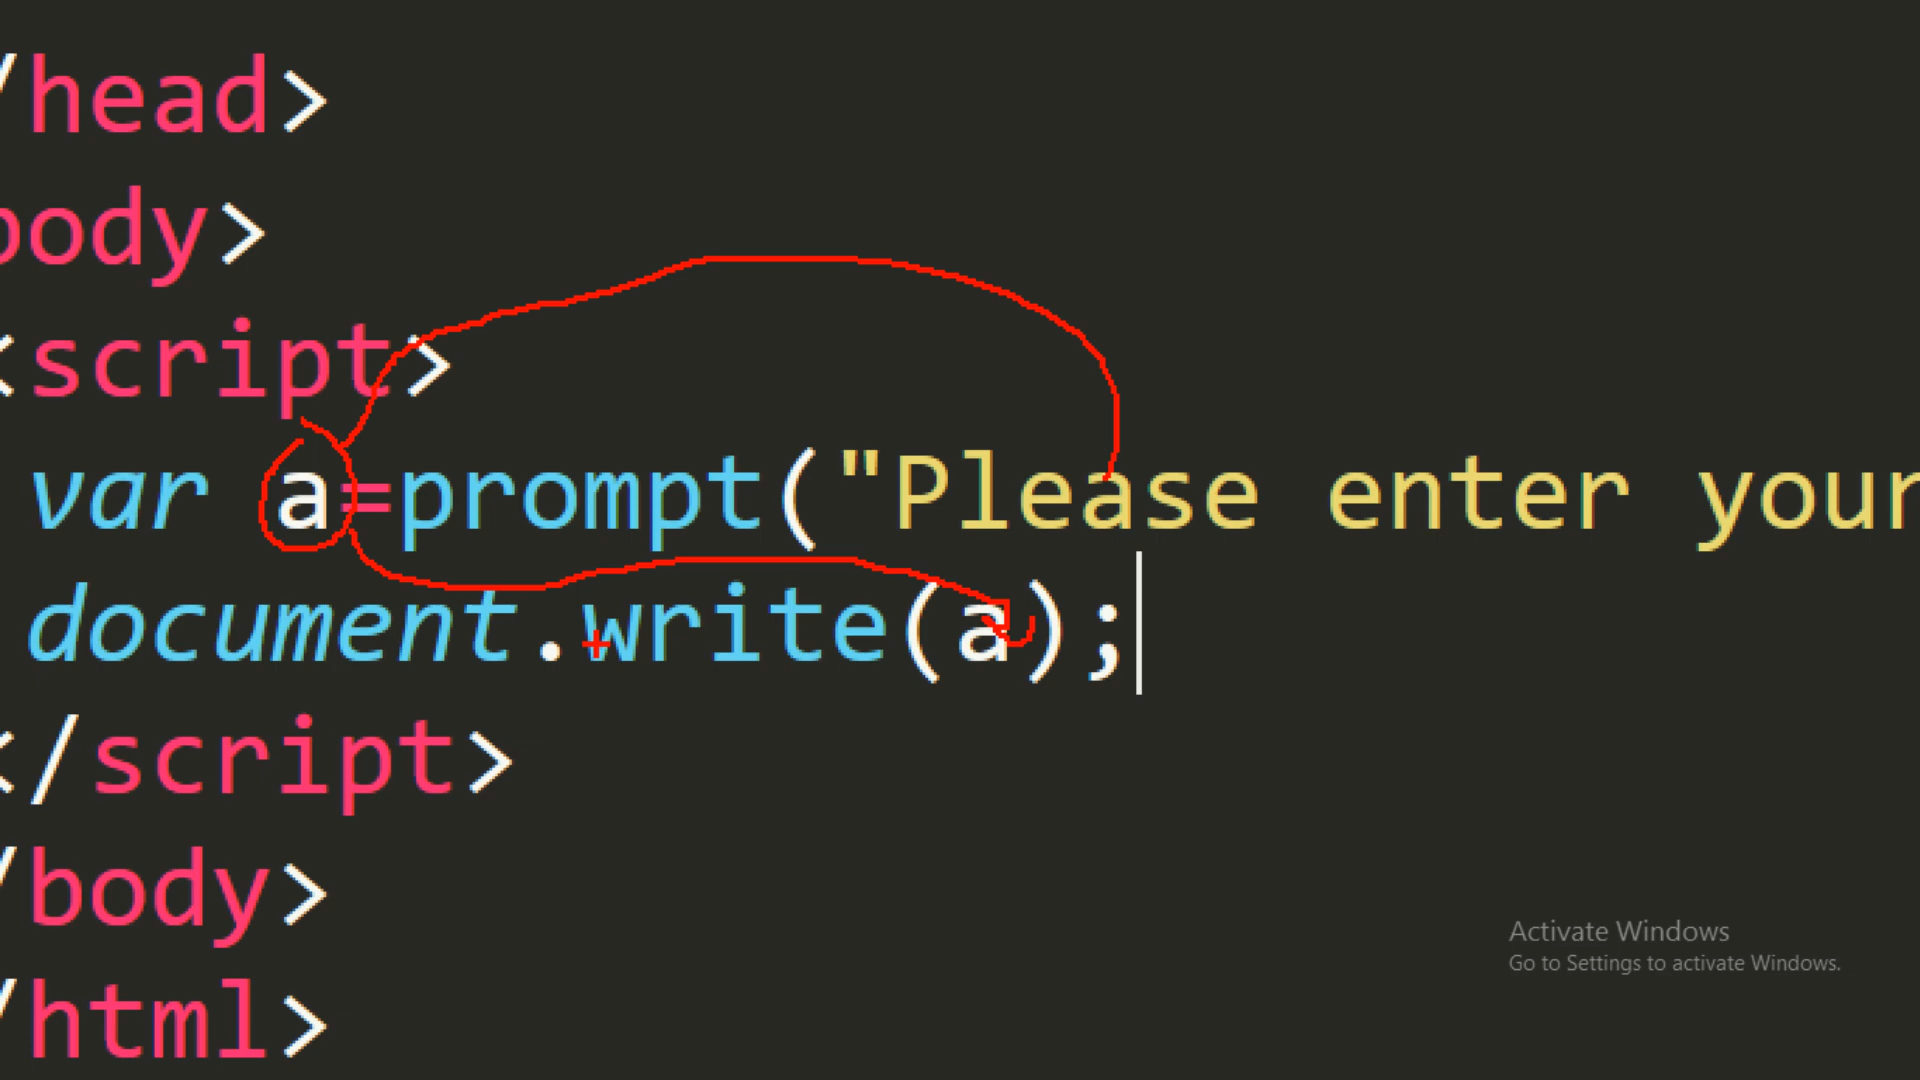 /head>
body>
<script>
var a=prompt("Please enter your
document.write(a);
</script>
/body>
/html>
Activate Windows
Go to Settings to activate Windows.